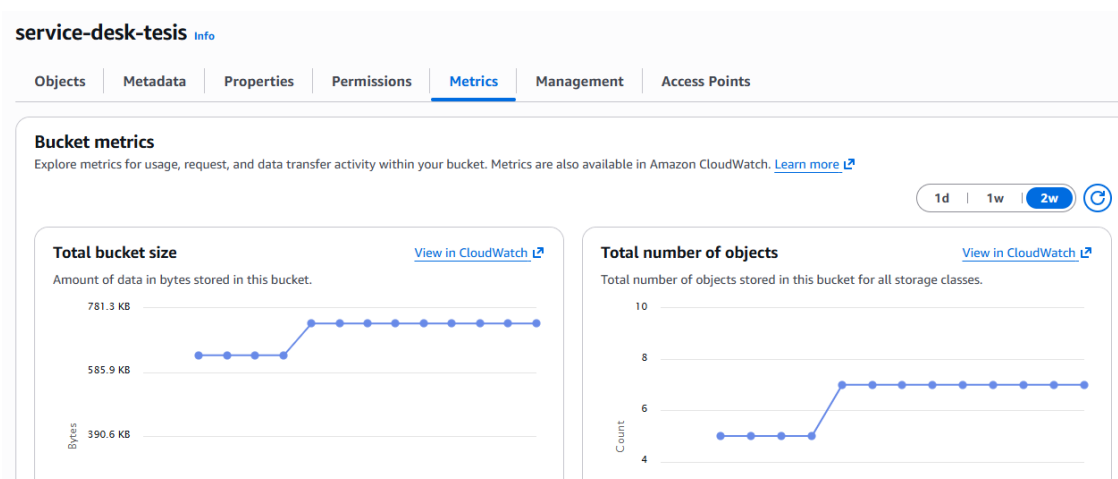 service-desk-tesis Info
Objects Metadata Properties Permissions Metrics Management Access Points
Bucket metrics
Explore metrics for usage, request, and data transfer activity within your bucket. Metrics are also available in Amazon CloudWatch. Learn more
1d 1w 2w
Total bucket size View in CloudWatch
Amount of data in bytes stored in this bucket.
781.3 KB
585.9 KB
390.6 KB
Bytes
Total number of objects View in CloudWatch
Total number of objects stored in this bucket for all storage classes.
10
8
6
4
Count